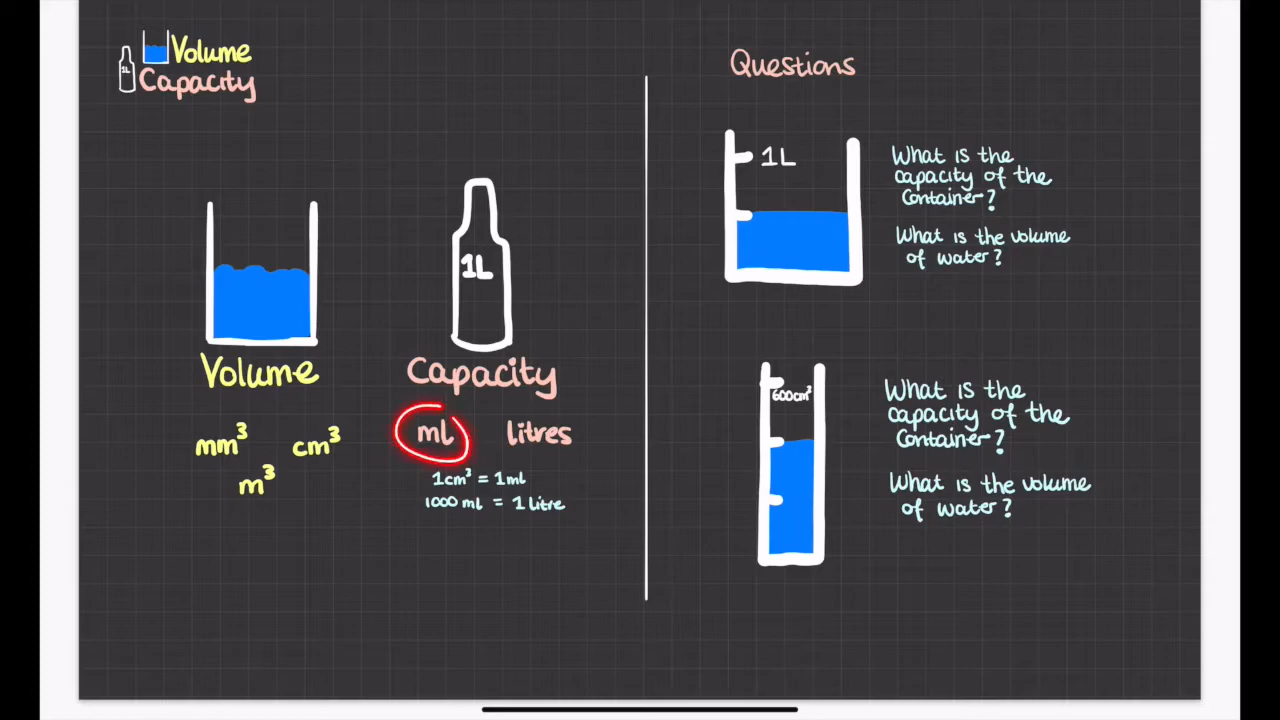 Volume
1L Capacity
1L
Volume
Capacity
mm³ cm³
m³
ml litres
1cm³ = 1ml
1000 ml = 1 litre
Questions
1L
What is the
capacity of the
Container?
What is the volume
of water?
600cm³
What is the
capacity of the
Container?
What is the volume
of water?